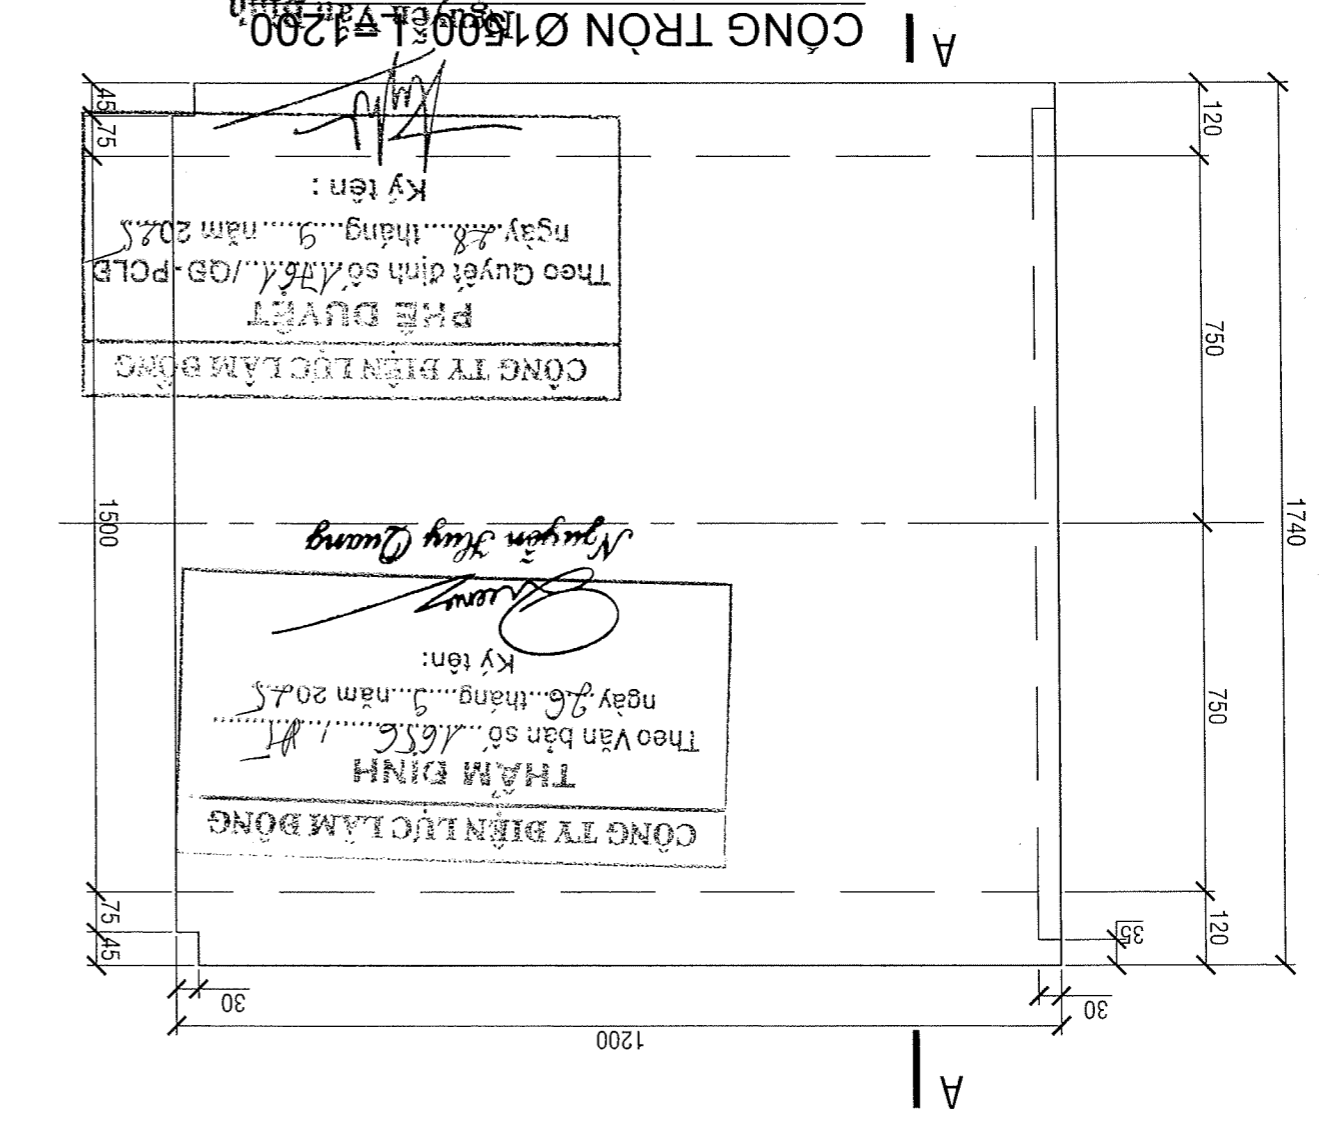 A
1200
30
30
45
75
35
120
CÔNG TY ĐIỆN LỰC LÂM ĐỒNG
THẨM ĐỊNH
Theo Văn bản số...1656....../.........
ngày.26...tháng....9...năm 2025
Ký tên:
Nguyễn Huy Quang
750
1500
1740
CÔNG TY ĐIỆN LỰC LÂM ĐỒNG
PHÊ DUYỆT
Theo Quyết định số 1761.../QĐ-PCLĐ
ngày.28....tháng....9....năm 2025
Ký tên :
750
75
45
120
A
CỐNG TRÒN Ø1500, L=1200